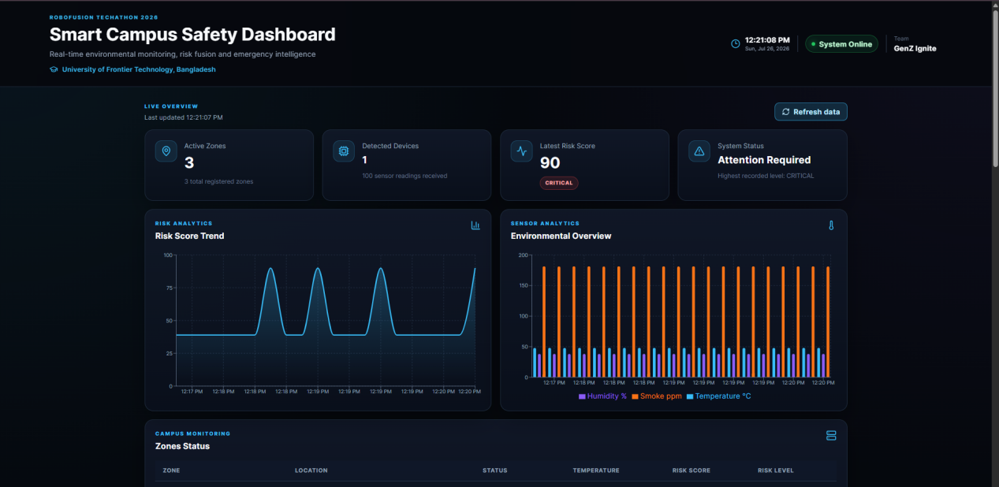 ROBOFUSION TECHATHON 2026
Smart Campus Safety Dashboard
Real-time environmental monitoring, risk fusion and emergency intelligence
University of Frontier Technology, Bangladesh
12:21:08 PM
Sun, Jul 26, 2026
System Online
Team
GenZ Ignite
LIVE OVERVIEW
Last updated 12:21:07 PM
Refresh data
Active Zones
3
3 total registered zones
Detected Devices
1
100 sensor readings received
Latest Risk Score
90
CRITICAL
System Status
Attention Required
Highest recorded level: CRITICAL
RISK ANALYTICS
Risk Score Trend
100
75
50
25
0
12:17 PM 12:18 PM 12:18 PM 12:18 PM 12:19 PM 12:19 PM 12:19 PM 12:19 PM 12:20 PM 12:20 PM
SENSOR ANALYTICS
Environmental Overview
200
150
100
50
0
12:17 PM 12:18 PM 12:18 PM 12:18 PM 12:19 PM 12:19 PM 12:19 PM 12:19 PM 12:20 PM 12:20 PM
Humidity % Smoke ppm Temperature °C
CAMPUS MONITORING
Zones Status
ZONE LOCATION STATUS TEMPERATURE RISK SCORE RISK LEVEL